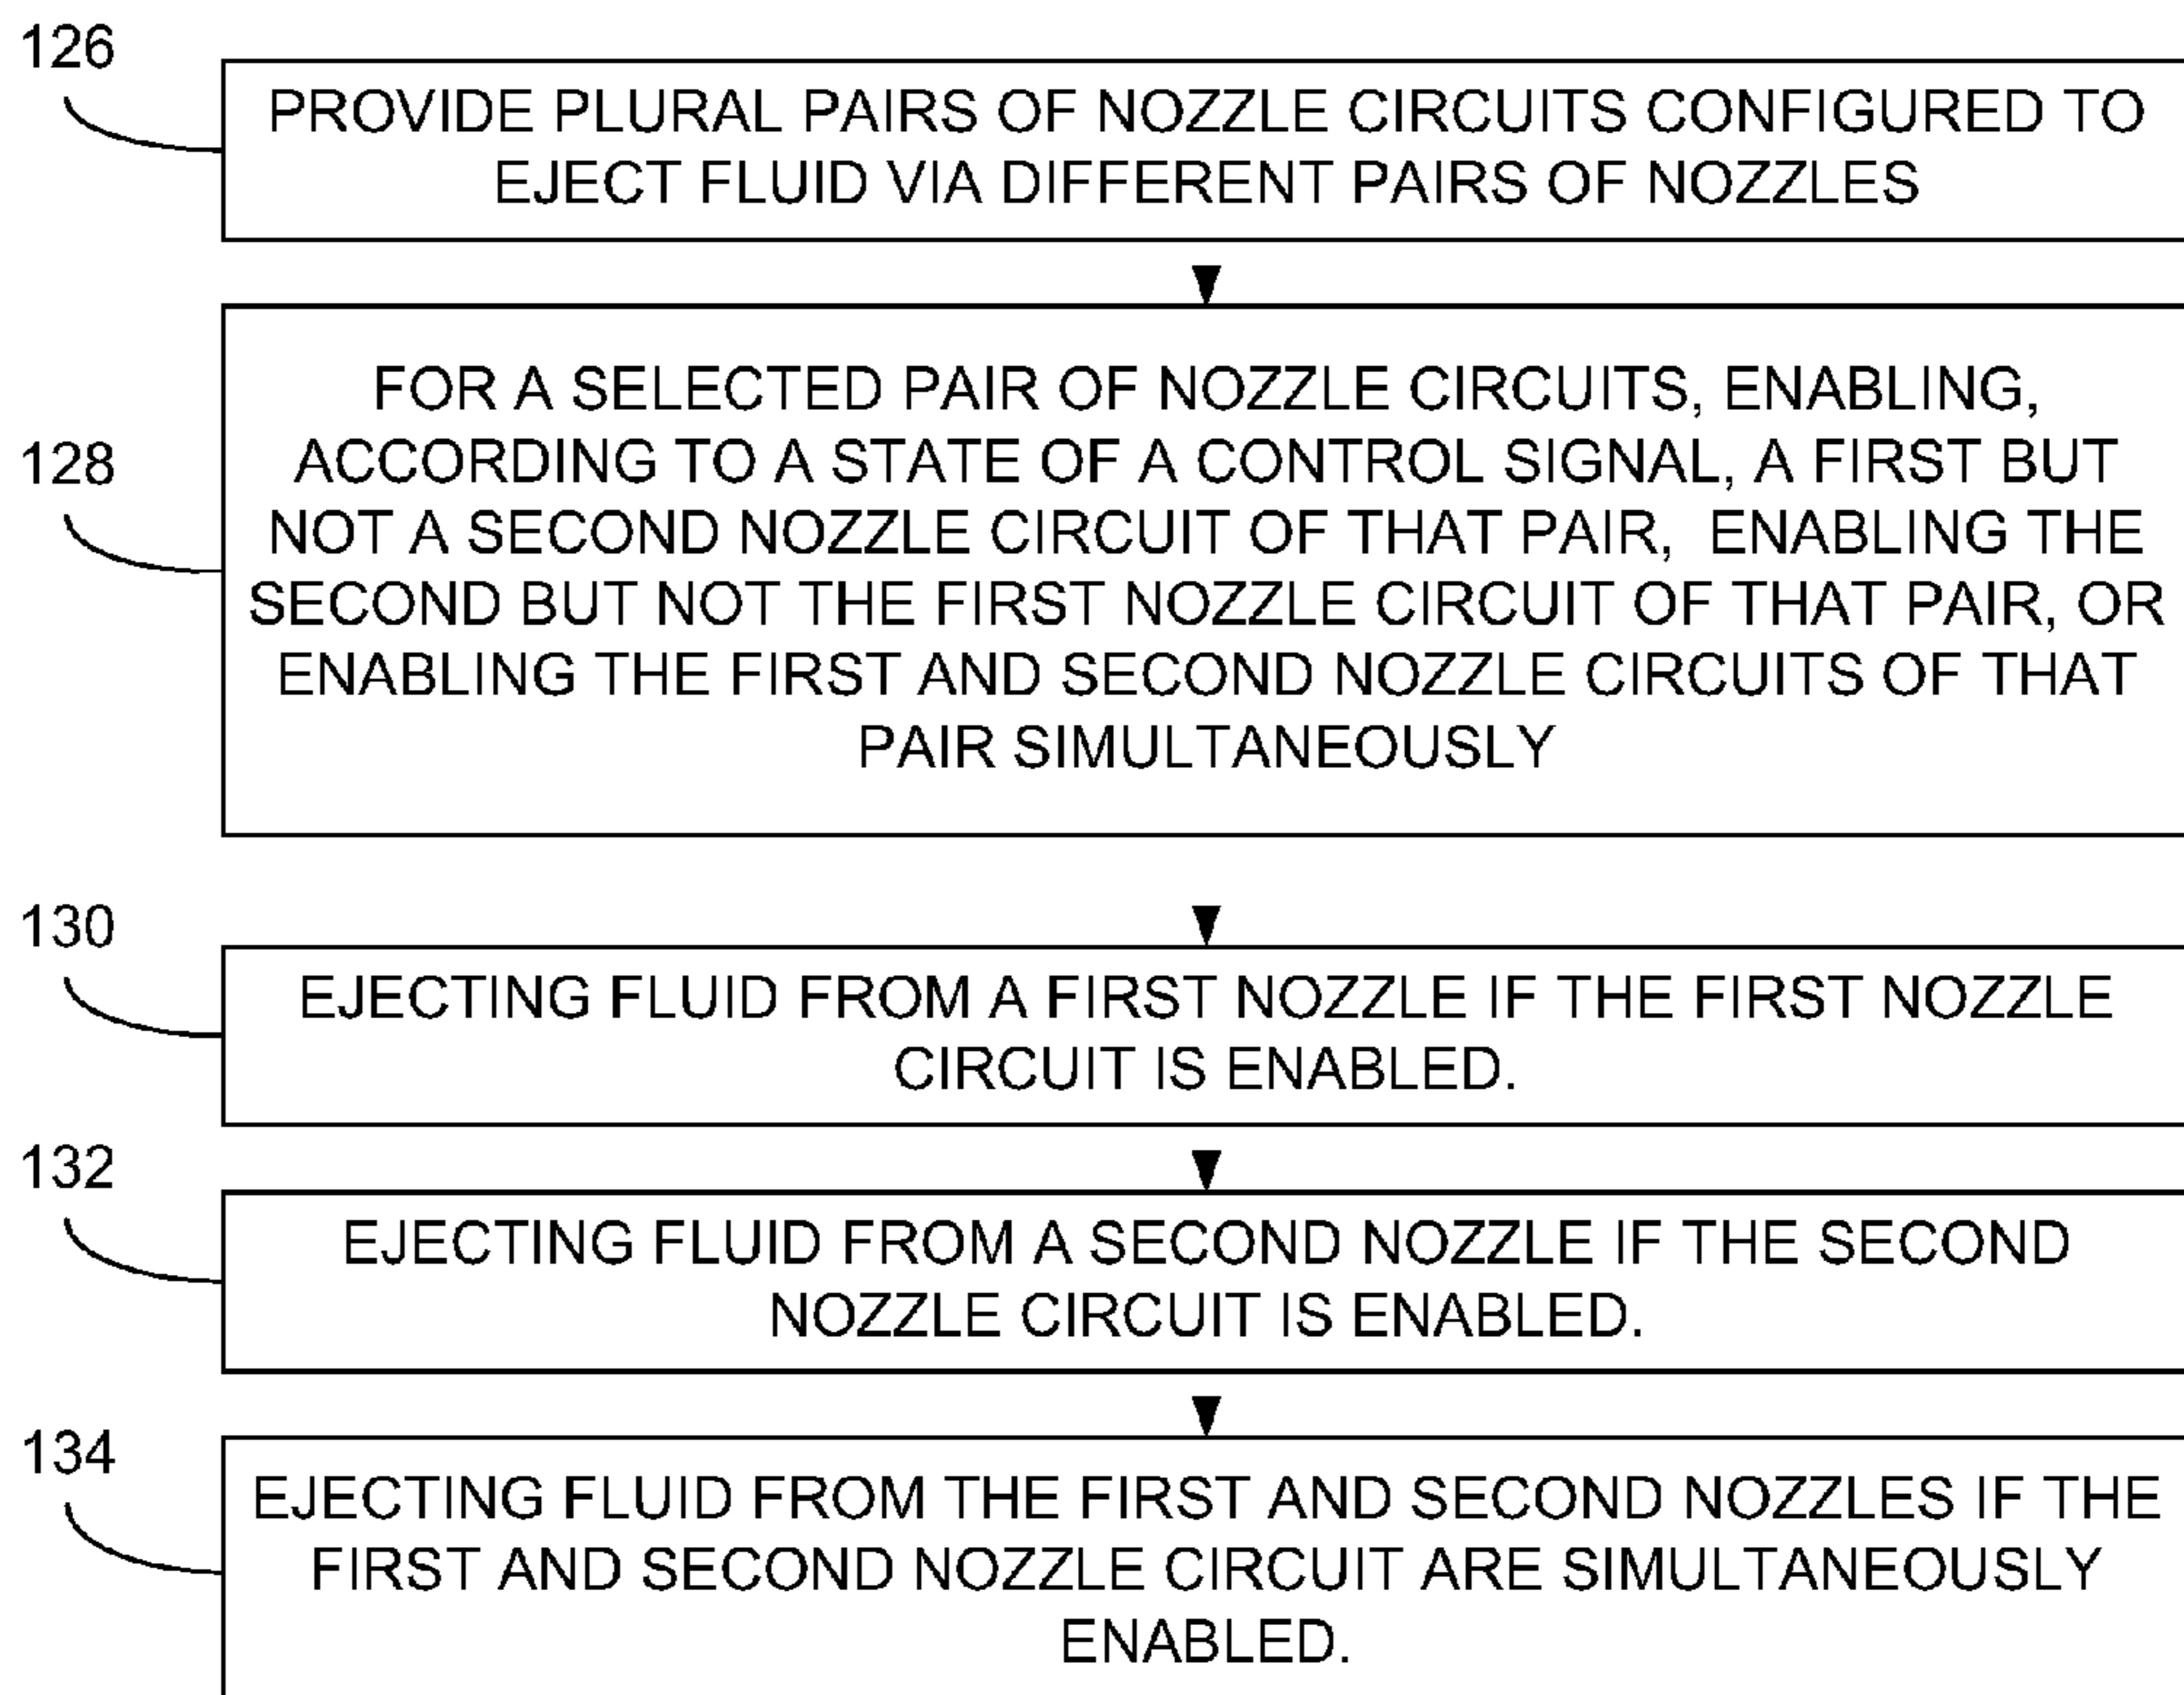 126
PROVIDE PLURAL PAIRS OF NOZZLE CIRCUITS CONFIGURED TO
EJECT FLUID VIA DIFFERENT PAIRS OF NOZZLES
128
FOR A SELECTED PAIR OF NOZZLE CIRCUITS, ENABLING,
ACCORDING TO A STATE OF A CONTROL SIGNAL, A FIRST BUT
NOT A SECOND NOZZLE CIRCUIT OF THAT PAIR, ENABLING THE
SECOND BUT NOT THE FIRST NOZZLE CIRCUIT OF THAT PAIR, OR
ENABLING THE FIRST AND SECOND NOZZLE CIRCUITS OF THAT
PAIR SIMULTANEOUSLY
130
EJECTING FLUID FROM A FIRST NOZZLE IF THE FIRST NOZZLE
CIRCUIT IS ENABLED.
132
EJECTING FLUID FROM A SECOND NOZZLE IF THE SECOND
NOZZLE CIRCUIT IS ENABLED.
134
EJECTING FLUID FROM THE FIRST AND SECOND NOZZLES IF THE
FIRST AND SECOND NOZZLE CIRCUIT ARE SIMULTANEOUSLY
ENABLED.